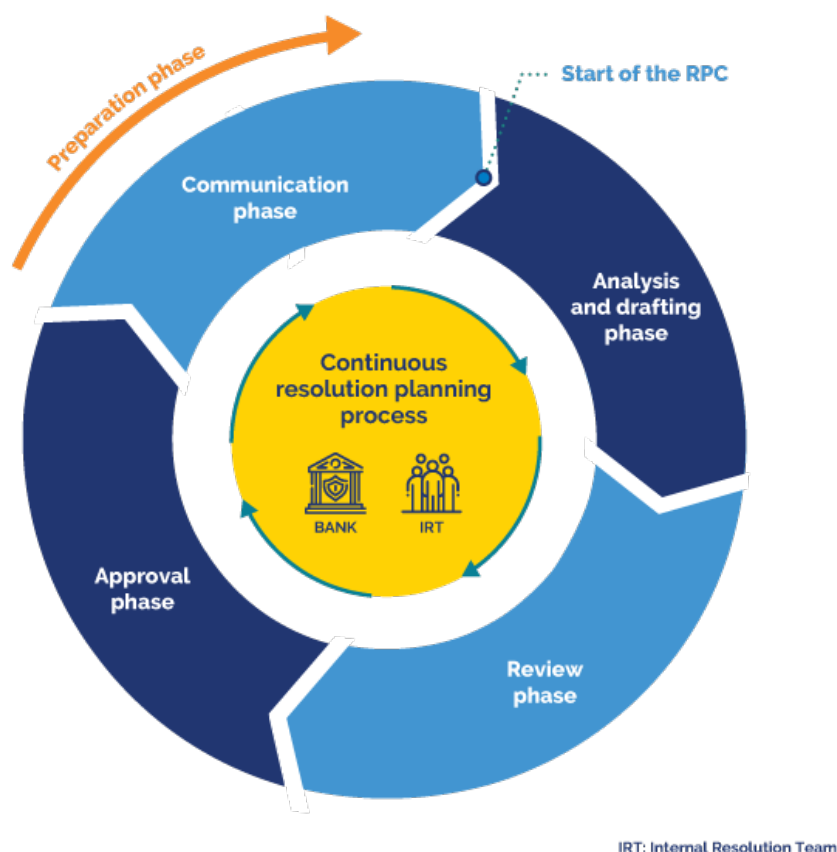 Preparation phase
Start of the RPC
Communication
phase
Analysis
and drafting
phase
Continuous
resolution planning
process
BANK
IRT
Approval
phase
Review
phase
IRT: Internal Resolution Team